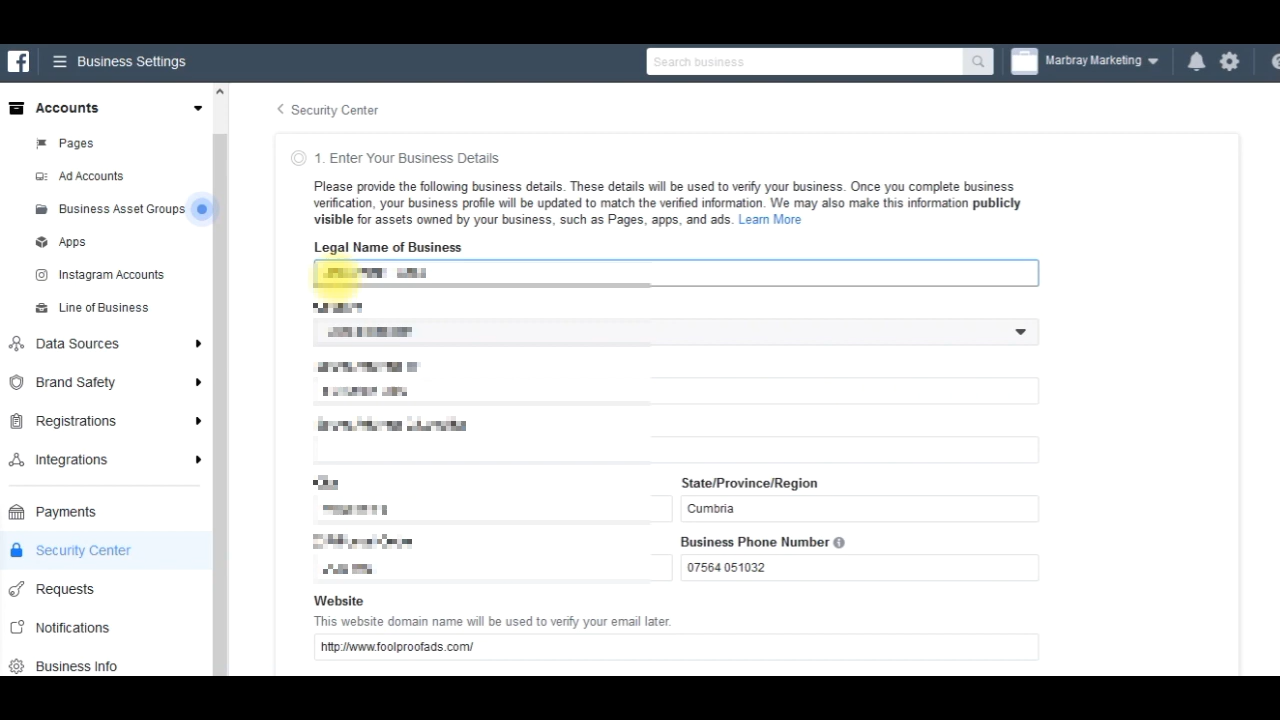 Business Settings
Search business
Marbray Marketing
Accounts
Pages
Ad Accounts
Business Asset Groups
Apps
Instagram Accounts
Line of Business
Data Sources
Brand Safety
Registrations
Integrations
Payments
Security Center
Requests
Notifications
Business Info
Security Center
1. Enter Your Business Details
Please provide the following business details. These details will be used to verify your business. Once you complete business
verification, your business profile will be updated to match the verified information. We may also make this information publicly
visible for assets owned by your business, such as Pages, apps, and ads. Learn More
Legal Name of Business
State/Province/Region
Cumbria
Business Phone Number
07564 051032
Website
This website domain name will be used to verify your email later.
http://www.foolproofads.com/